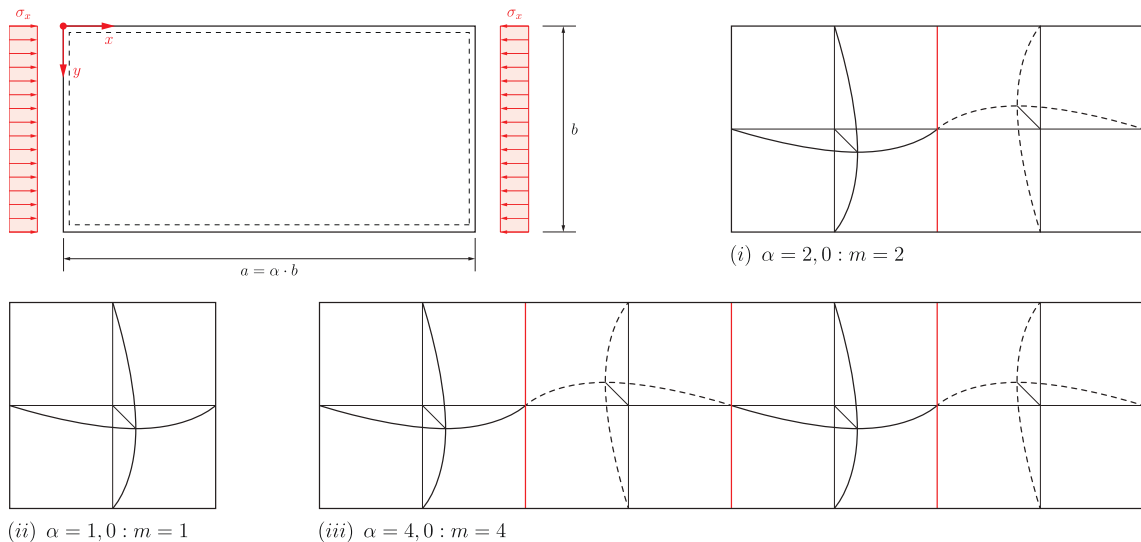 σₓ
σₓ
x
y
b
a = α · b
(i) α = 2, 0 : m = 2
(ii) α = 1, 0 : m = 1
(iii) α = 4, 0 : m = 4